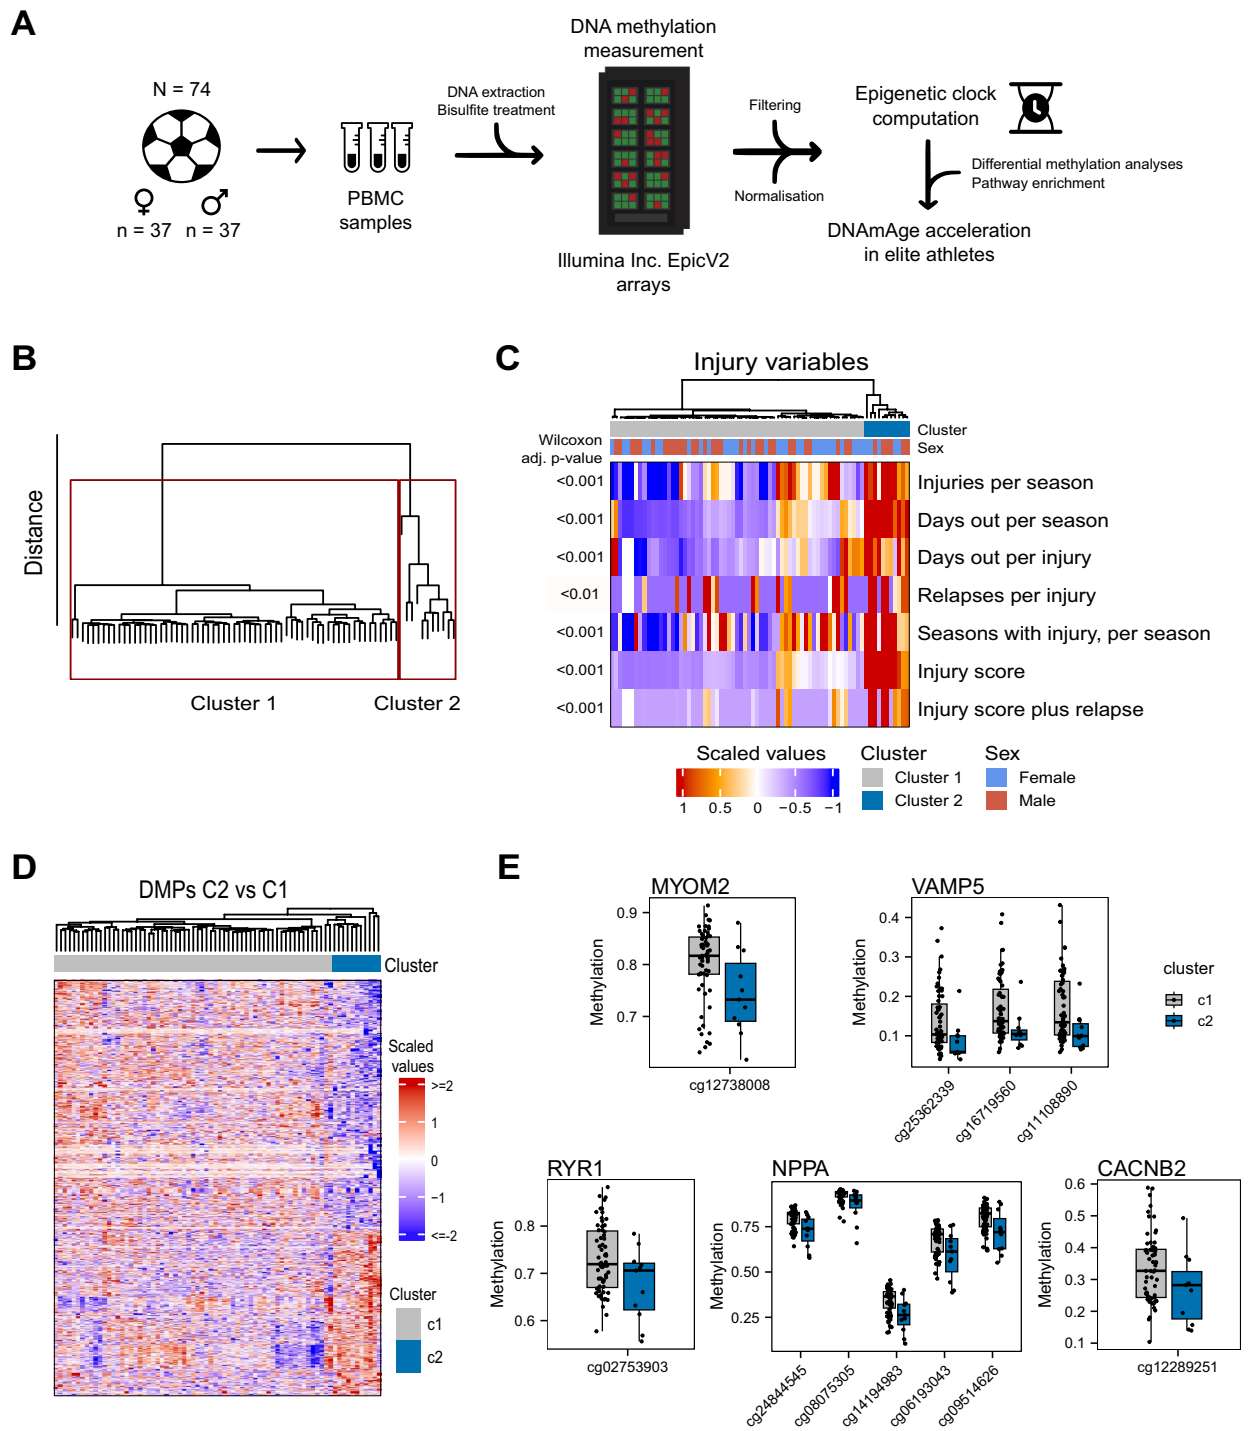 A
N = 74
n = 37
n = 37
PBMC
samples
DNA extraction
Bisulfite treatment
DNA methylation
measurement
Illumina Inc. EpicV2
arrays
Filtering
Normalisation
Epigenetic clock
computation
Differential methylation analyses
Pathway enrichment
DNAmAge acceleration
in elite athletes
B
Distance
Cluster 1
Cluster 2
C
Injury variables
Cluster
Sex
Wilcoxon
adj. p-value
<0.001
Injuries per season
<0.001
Days out per season
<0.001
Days out per injury
<0.01
Relapses per injury
<0.001
Seasons with injury, per season
<0.001
Injury score
<0.001
Injury score plus relapse
Scaled values
1 0.5 0 −0.5 −1
Cluster
Cluster 1
Cluster 2
Sex
Female
Male
D
DMPs C2 vs C1
Cluster
Scaled
values
>=2
1
0
−1
<=-2
Cluster
c1
c2
E
MYOM2
Methylation
0.9
0.8
0.7
cg12738008
VAMP5
Methylation
0.4
0.3
0.2
0.1
cg25362339
cg16719560
cg11108890
cluster
c1
c2
RYR1
Methylation
0.8
0.7
0.6
cg02753903
NPPA
Methylation
0.75
0.50
0.25
cg24844545
cg08075305
cg14194983
cg06193043
cg09514626
CACNB2
Methylation
0.6
0.5
0.4
0.3
0.2
0.1
cg12289251